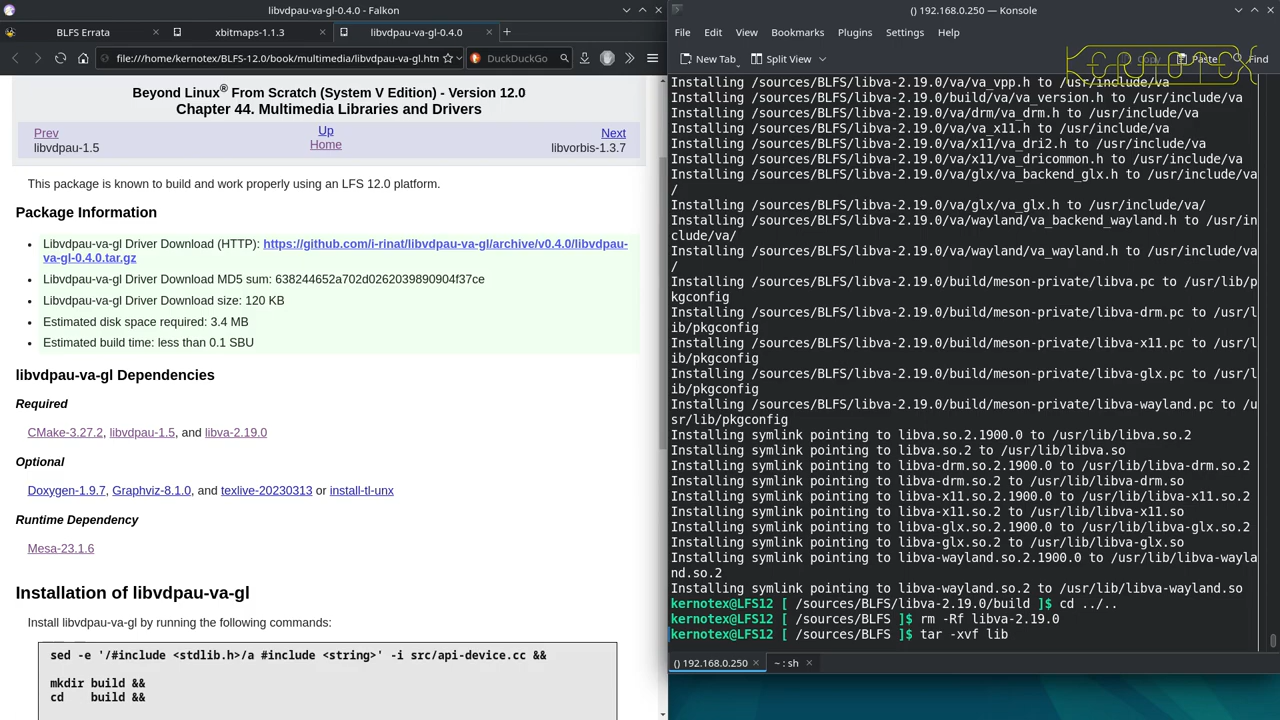 libvdpau-va-gl-0.4.0 - Falkon
BLFS Errata
xbitmaps-1.1.3
libvdpau-va-gl-0.4.0
file:///home/kernotex/BLFS-12.0/book/multimedia/libvdpau-va-gl.htm
DuckDuckGo
Beyond Linux® From Scratch (System V Edition) - Version 12.0
Chapter 44. Multimedia Libraries and Drivers
Prev
Up
Next
libvdpau-1.5
Home
libvorbis-1.3.7
This package is known to build and work properly using an LFS 12.0 platform.
Package Information
• Libvdpau-va-gl Driver Download (HTTP): https://github.com/i-rinat/libvdpau-va-gl/archive/v0.4.0/libvdpau-
va-gl-0.4.0.tar.gz
• Libvdpau-va-gl Driver Download MD5 sum: 638244652a702d0262039890904f37ce
• Libvdpau-va-gl Driver Download size: 120 KB
• Estimated disk space required: 3.4 MB
• Estimated build time: less than 0.1 SBU
libvdpau-va-gl Dependencies
Required
CMake-3.27.2, libvdpau-1.5, and libva-2.19.0
Optional
Doxygen-1.9.7, Graphviz-8.1.0, and texlive-20230313 or install-tl-unx
Runtime Dependency
Mesa-23.1.6
Installation of libvdpau-va-gl
Install libvdpau-va-gl by running the following commands:
sed -e '/#include <stdlib.h>/a #include <string>' -i src/api-device.cc &&
mkdir build &&
cd    build &&
() 192.168.0.250 — Konsole
File Edit View Bookmarks Plugins Settings Help
New Tab Split View Copy Paste Find
KernotEX
Installing /sources/BLFS/libva-2.19.0/va/va_vpp.h to /usr/include/va
Installing /sources/BLFS/libva-2.19.0/build/va/va_version.h to /usr/include/va
Installing /sources/BLFS/libva-2.19.0/va/drm/va_drm.h to /usr/include/va
Installing /sources/BLFS/libva-2.19.0/va/va_x11.h to /usr/include/va
Installing /sources/BLFS/libva-2.19.0/va/x11/va_dri2.h to /usr/include/va
Installing /sources/BLFS/libva-2.19.0/va/x11/va_dricommon.h to /usr/include/va
Installing /sources/BLFS/libva-2.19.0/va/glx/va_backend_glx.h to /usr/include/va
/
Installing /sources/BLFS/libva-2.19.0/va/glx/va_glx.h to /usr/include/va/
Installing /sources/BLFS/libva-2.19.0/va/wayland/va_backend_wayland.h to /usr/in
clude/va/
Installing /sources/BLFS/libva-2.19.0/va/wayland/va_wayland.h to /usr/include/va
/
Installing /sources/BLFS/libva-2.19.0/build/meson-private/libva.pc to /usr/lib/p
kgconfig
Installing /sources/BLFS/libva-2.19.0/build/meson-private/libva-drm.pc to /usr/l
ib/pkgconfig
Installing /sources/BLFS/libva-2.19.0/build/meson-private/libva-x11.pc to /usr/l
ib/pkgconfig
Installing /sources/BLFS/libva-2.19.0/build/meson-private/libva-glx.pc to /usr/l
ib/pkgconfig
Installing /sources/BLFS/libva-2.19.0/build/meson-private/libva-wayland.pc to /u
sr/lib/pkgconfig
Installing symlink pointing to libva.so.2.1900.0 to /usr/lib/libva.so.2
Installing symlink pointing to libva.so.2 to /usr/lib/libva.so
Installing symlink pointing to libva-drm.so.2.1900.0 to /usr/lib/libva-drm.so.2
Installing symlink pointing to libva-drm.so.2 to /usr/lib/libva-drm.so
Installing symlink pointing to libva-x11.so.2.1900.0 to /usr/lib/libva-x11.so.2
Installing symlink pointing to libva-x11.so.2 to /usr/lib/libva-x11.so
Installing symlink pointing to libva-glx.so.2.1900.0 to /usr/lib/libva-glx.so.2
Installing symlink pointing to libva-glx.so.2 to /usr/lib/libva-glx.so
Installing symlink pointing to libva-wayland.so.2.1900.0 to /usr/lib/libva-wayla
nd.so.2
Installing symlink pointing to libva-wayland.so.2 to /usr/lib/libva-wayland.so
kernotex@LFS12 [ /sources/BLFS/libva-2.19.0/build ]$ cd ../..
kernotex@LFS12 [ /sources/BLFS ]$ rm -Rf libva-2.19.0
kernotex@LFS12 [ /sources/BLFS ]$ tar -xvf lib
() 192.168.0.250
~ : sh